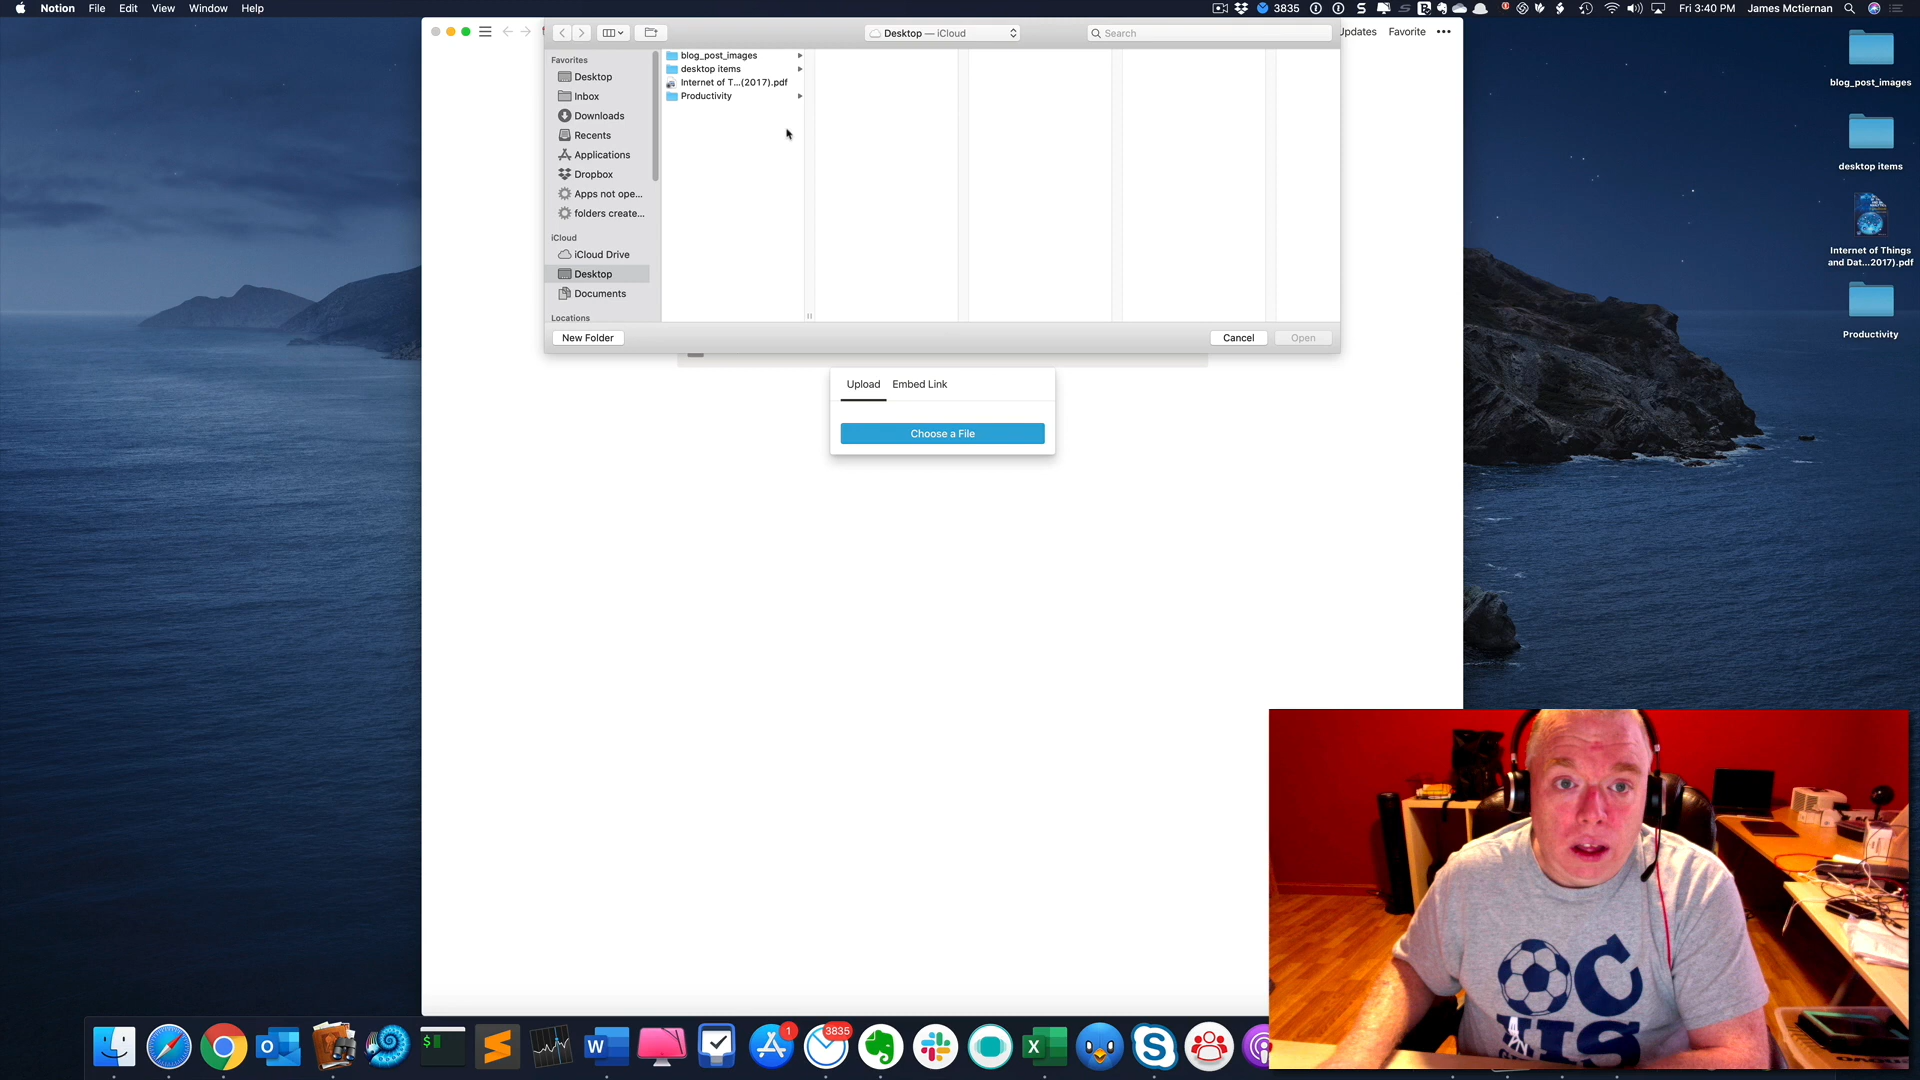 Notion File Edit View Window Help
3835
Fri 3:40 PM James Mctiernan
Desktop — iCloud
Search
Updates Favorite
Favorites
Desktop
Inbox
Downloads
Recents
Applications
Dropbox
Apps not ope...
folders create...
iCloud
iCloud Drive
Desktop
Documents
Locations
blog_post_images
desktop items
Internet of T...(2017).pdf
Productivity
New Folder
Cancel
Open
Upload Embed Link
Choose a File
blog_post_images
desktop items
Internet of Things
and Dat...2017).pdf
Productivity
1
3835
OC